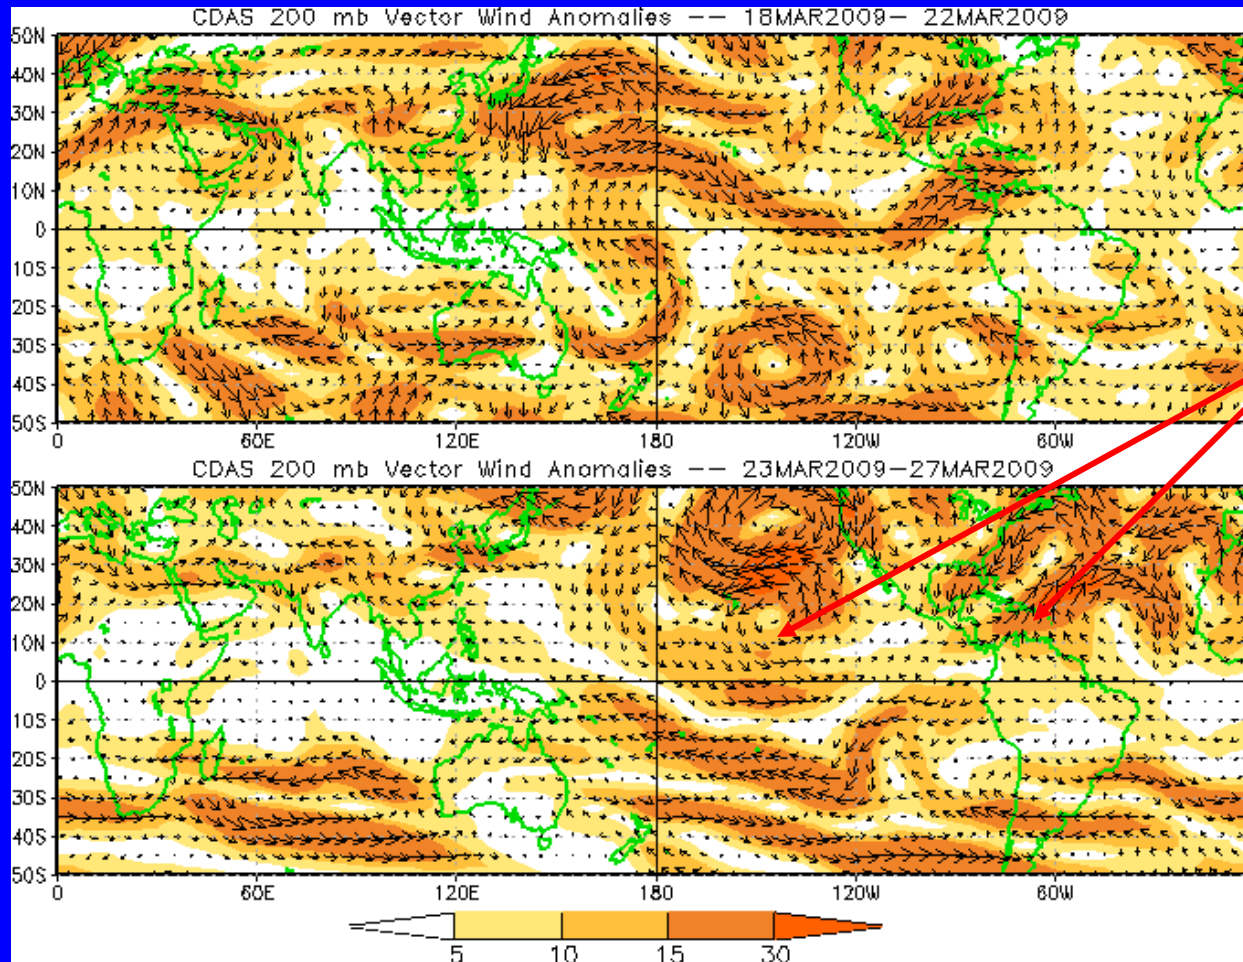 CDAS 200 mb Vector Wind Anomalies -- 18MAR2009- 22MAR2009
50N
40N
30N
20N
10N
0
10S
20S
30S
40S
50S
0 60E 120E 180 120W 60W
CDAS 200 mb Vector Wind Anomalies -- 23MAR2009-27MAR2009
50N
40N
30N
20N
10N
0
10S
20S
30S
40S
50S
0 60E 120E 180 120W 60W
5 10 15 30